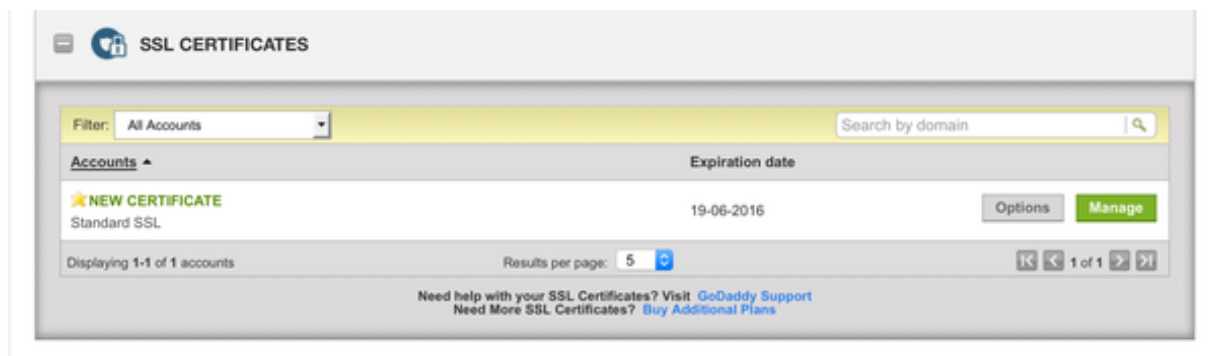 SSL CERTIFICATES
Filter: All Accounts Search by domain
Accounts Expiration date
NEW CERTIFICATE
Standard SSL
19-06-2016 Options Manage
Displaying 1-1 of 1 accounts Results per page: 5 1 of 1
Need help with your SSL Certificates? Visit GoDaddy Support
Need More SSL Certificates? Buy Additional Plans